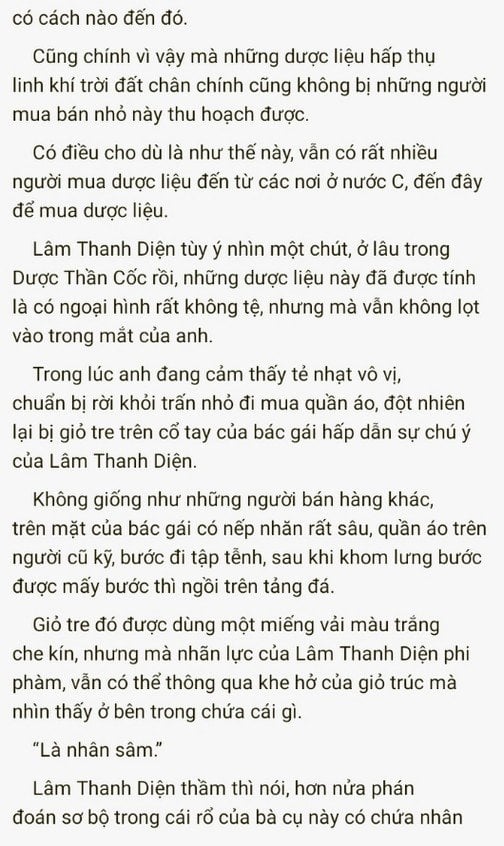 có cách nào đến đó.
Cũng chính vì vậy mà những dược liệu hấp thụ
linh khí trời đất chân chính cũng không bị những người
mua bán nhỏ này thu hoạch được.
Có điều cho dù là như thế này, vẫn có rất nhiều
người mua dược liệu đến từ các nơi ở nước C, đến đây
để mua dược liệu.
Lâm Thanh Diện tùy ý nhìn một chút, ở lâu trong
Dược Thần Cốc rồi, những dược liệu này đã được tính
là có ngoại hình rất không tệ, nhưng mà vẫn không lọt
vào trong mắt của anh.
Trong lúc anh đang cảm thấy tẻ nhạt vô vị,
chuẩn bị rời khỏi trấn nhỏ đi mua quần áo, đột nhiên
lại bị giỏ tre trên cổ tay của bác gái hấp dẫn sự chú ý
của Lâm Thanh Diện.
Không giống như những người bán hàng khác,
trên mặt của bác gái có nếp nhăn rất sâu, quần áo trên
người cũ kỹ, bước đi tập tễnh, sau khi khom lưng bước
được mấy bước thì ngồi trên tảng đá.
Giỏ tre đó được dùng một miếng vải màu trắng
che kín, nhưng mà nhãn lực của Lâm Thanh Diện phi
phàm, vẫn có thể thông qua khe hở của giỏ trúc mà
nhìn thấy ở bên trong chứa cái gì.
“Là nhân sâm.”
Lâm Thanh Diện thầm thì nói, hơn nửa phán
đoán sơ bộ trong cái rổ của bà cụ này có chứa nhân